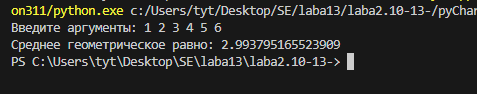 on311/python.exe c:/Users/tyt/Desktop/SE/laba13/laba2.10-13-/pyChar
Введите аргументы: 1 2 3 4 5 6
Среднее геометрическое равно: 2.993795165523909
PS C:\Users\tyt\Desktop\SE\laba13\laba2.10-13->